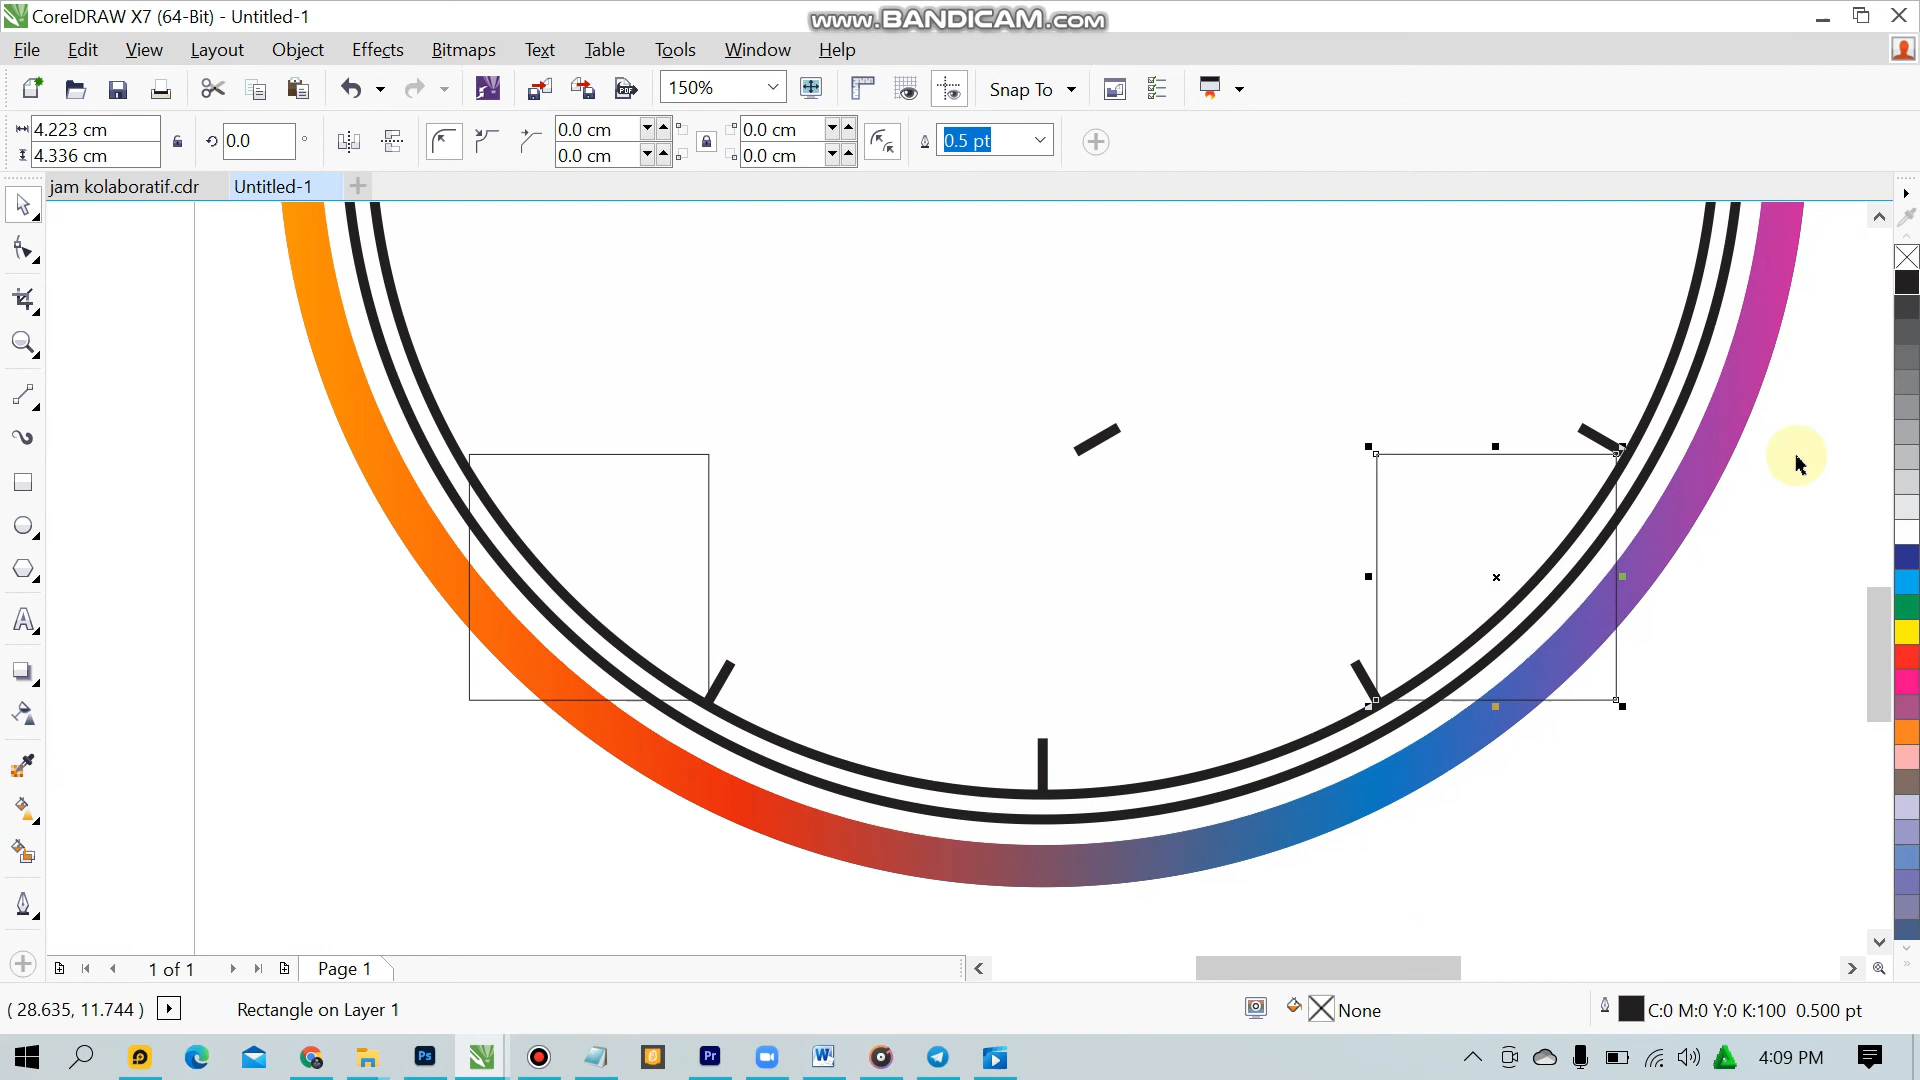 CorelDRAW X7 (64-Bit) - Untitled-1
www.BANDICAM.com
File Edit View Layout Object Effects Bitmaps Text Table Tools Window Help
150% Snap To
4.223 cm 0.0 ° 0.0 cm 0.0 cm 0.5 pt
4.336 cm 0.0 cm 0.0 cm
jam kolaboratif.cdr Untitled-1
1 of 1 Page 1
( 28.635, 11.744 ) Rectangle on Layer 1 None C:0 M:0 Y:0 K:100 0.500 pt
4:09 PM